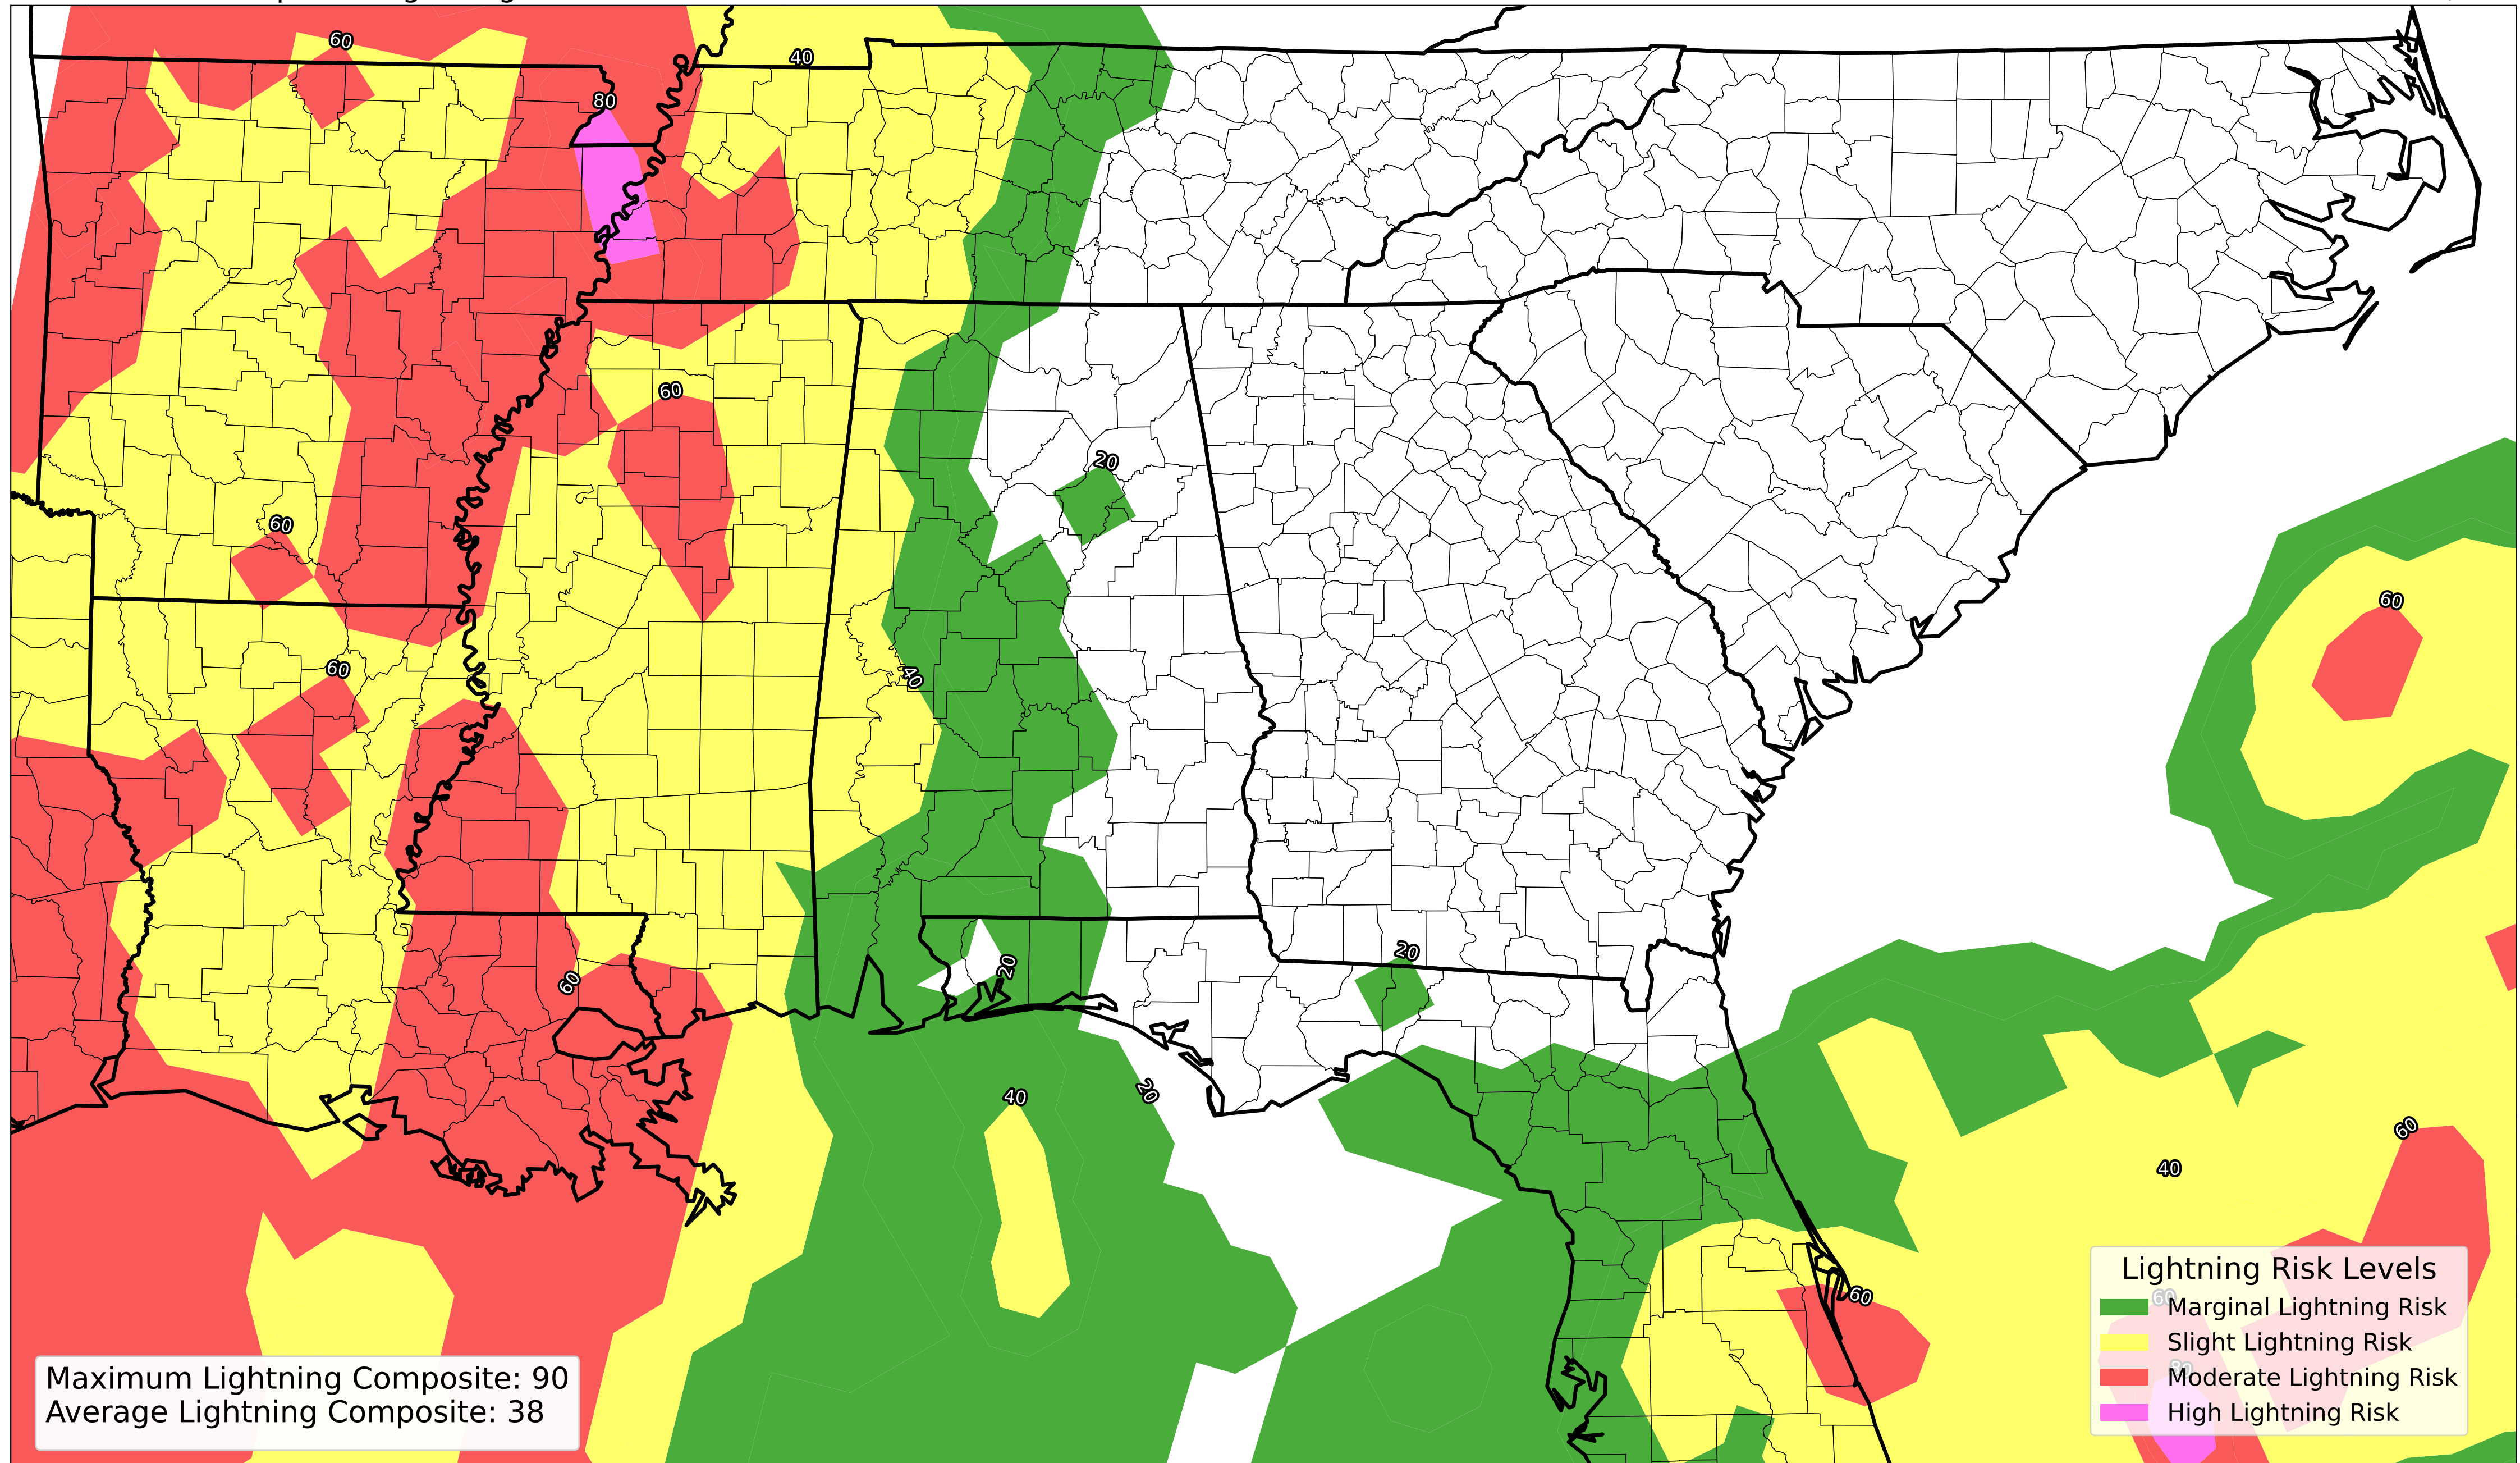 60
40
80
60
20
60
60
60
40
20
60
20
40
20
60
40
60
60
80
Lightning Risk Levels
Marginal Lightning Risk
Slight Lightning Risk
Moderate Lightning Risk
High Lightning Risk
Maximum Lightning Composite: 90
Average Lightning Composite: 38